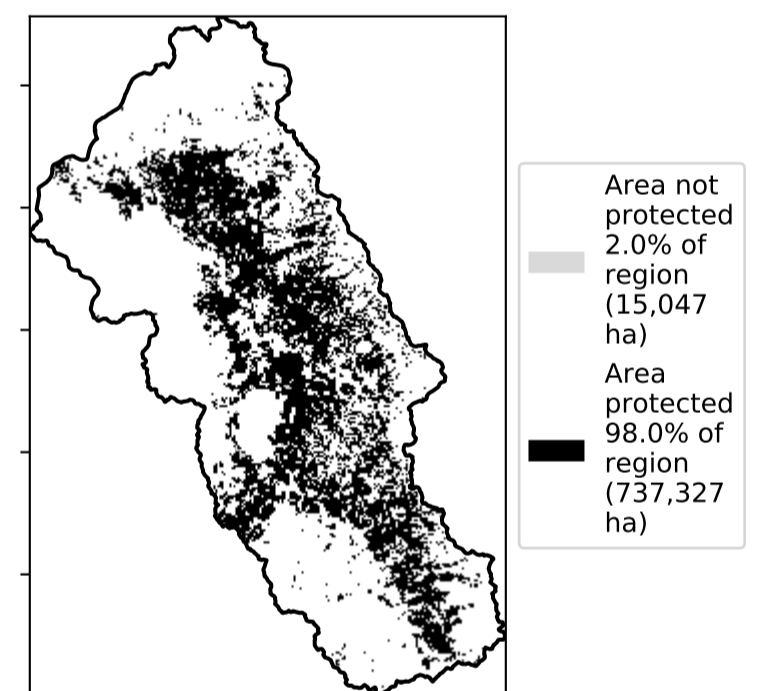 Area not
protected
2.0% of
region
(15,047
ha)
Area
protected
98.0% of
region
(737,327
ha)